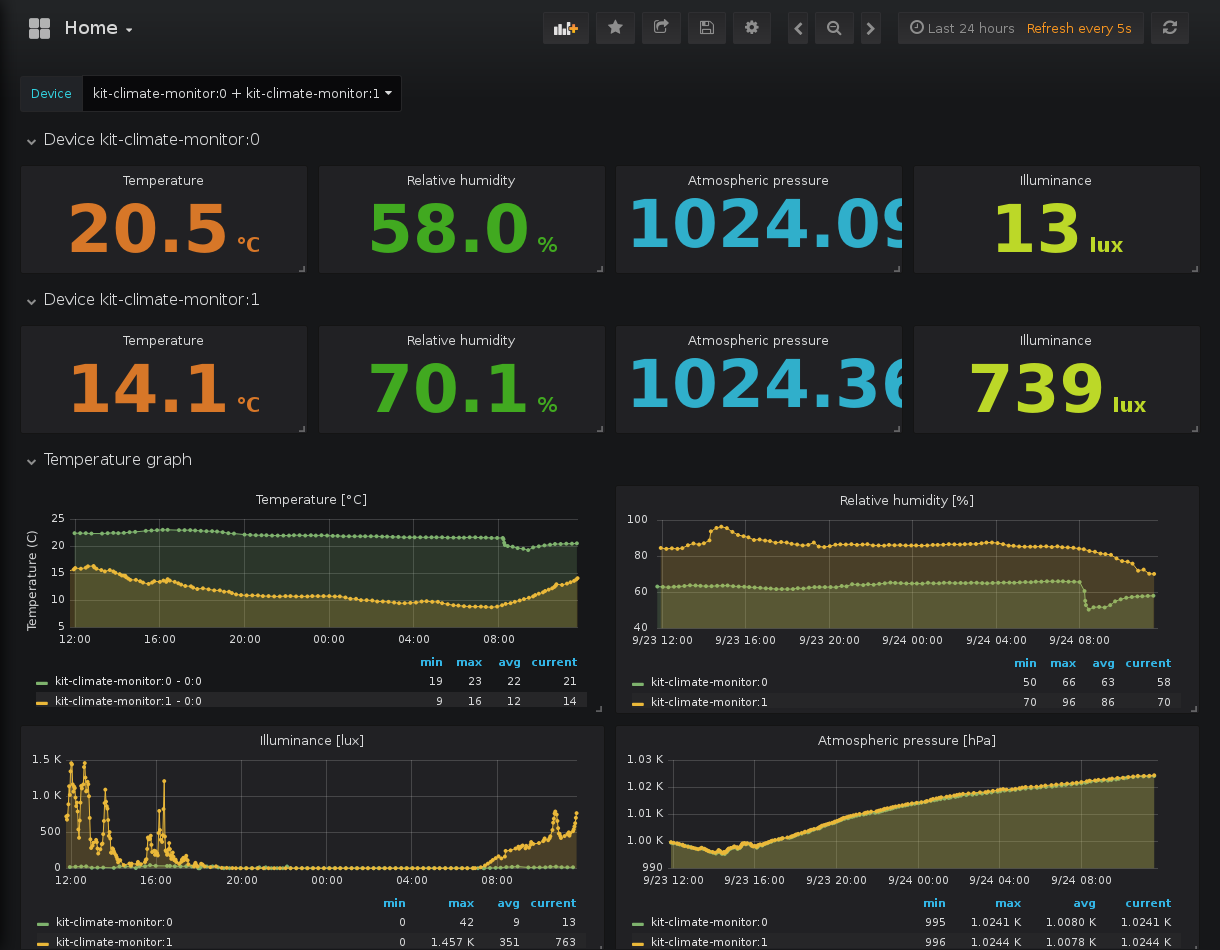 Home
Last 24 hours Refresh every 5s
Device kit-climate-monitor:0 + kit-climate-monitor:1
Device kit-climate-monitor:0
Temperature Relative humidity Atmospheric pressure Illuminance
20.5 °C 58.0 % 1024.09 13 lux
Device kit-climate-monitor:1
Temperature Relative humidity Atmospheric pressure Illuminance
14.1 °C 70.1 % 1024.36 739 lux
Temperature graph
Temperature [°C]
Temperature (C)
25
20
15
10
5
12:00 16:00 20:00 00:00 04:00 08:00
min max avg current
kit-climate-monitor:0 - 0:0 19 23 22 21
kit-climate-monitor:1 - 0:0 9 16 12 14
Relative humidity [%]
100
80
60
40
9/23 12:00 9/23 16:00 9/23 20:00 9/24 00:00 9/24 04:00 9/24 08:00
min max avg current
kit-climate-monitor:0 50 66 63 58
kit-climate-monitor:1 70 96 86 70
Illuminance [lux]
1.5 K
1.0 K
500
0
12:00 16:00 20:00 00:00 04:00 08:00
min max avg current
kit-climate-monitor:0 0 42 9 13
kit-climate-monitor:1 0 1.457 K 351 763
Atmospheric pressure [hPa]
1.03 K
1.02 K
1.01 K
1.00 K
990
9/23 12:00 9/23 16:00 9/23 20:00 9/24 00:00 9/24 04:00 9/24 08:00
min max avg current
kit-climate-monitor:0 995 1.0241 K 1.0080 K 1.0241 K
kit-climate-monitor:1 996 1.0244 K 1.0078 K 1.0244 K